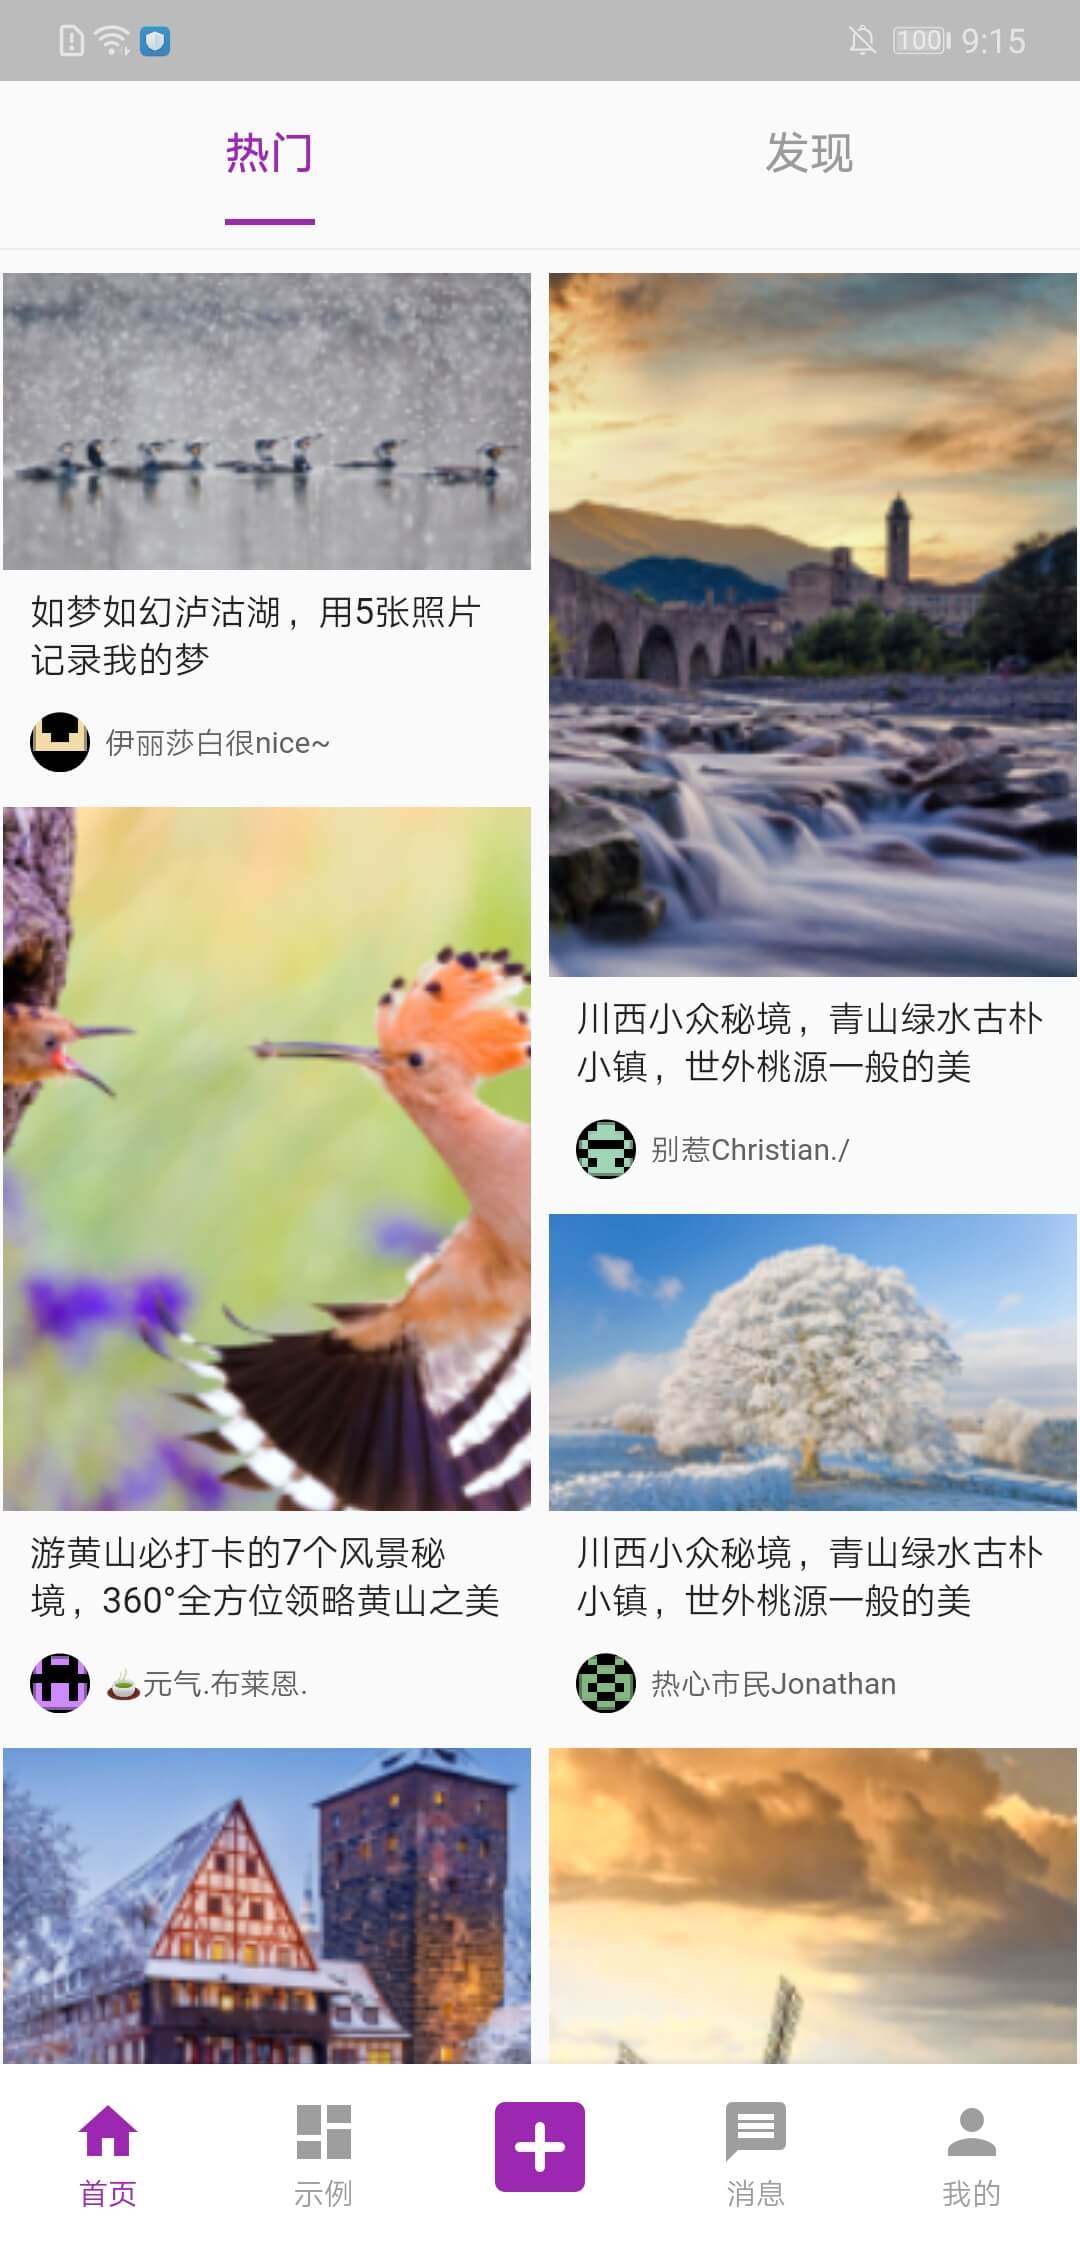 100 9:15
热门 发现
如梦如幻泸沽湖，用5张照片
记录我的梦
伊丽莎白很nice~
川西小众秘境，青山绿水古朴
小镇，世外桃源一般的美
别惹Christian./
游黄山必打卡的7个风景秘
境，360°全方位领略黄山之美
🍵元气.布莱恩.
川西小众秘境，青山绿水古朴
小镇，世外桃源一般的美
热心市民Jonathan
首页 示例 消息 我的